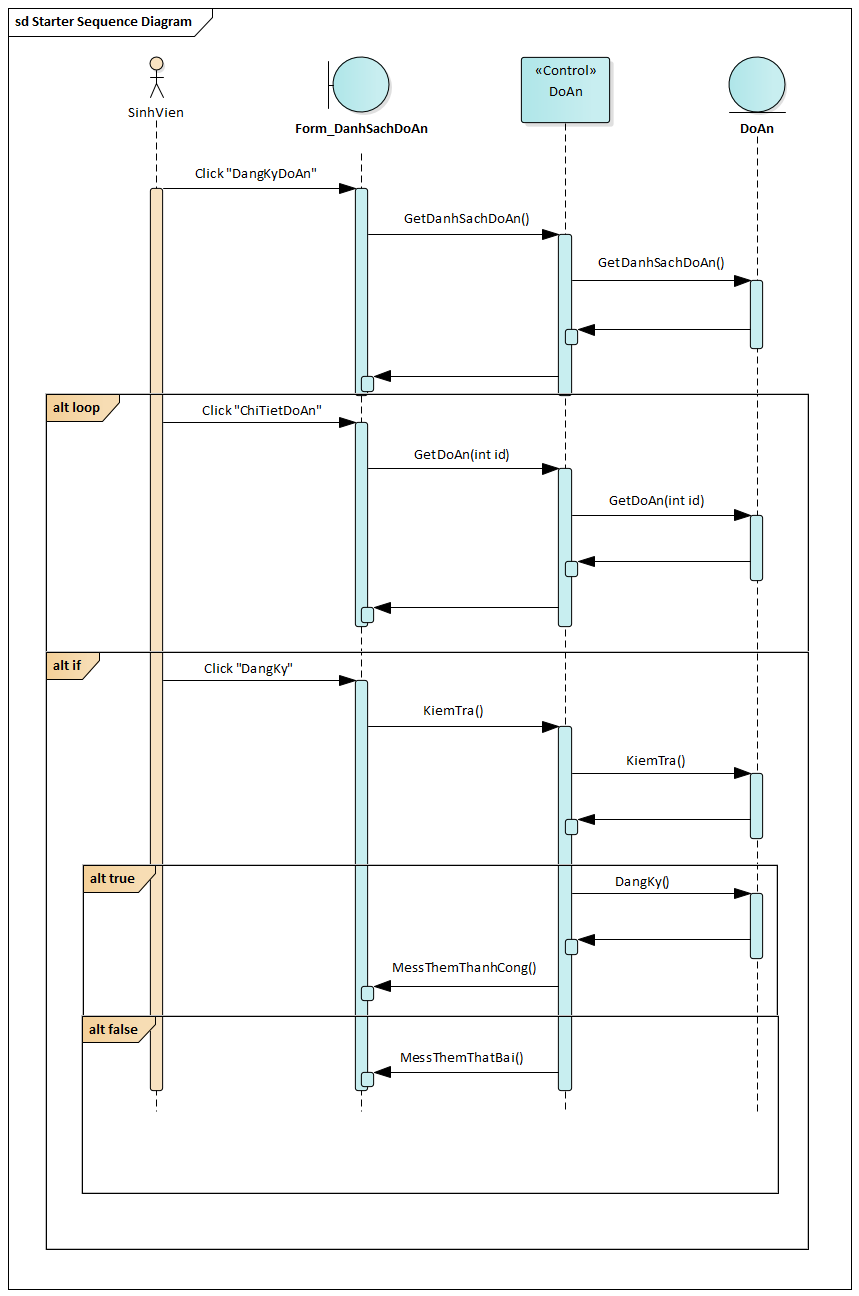 sd Starter Sequence Diagram
SinhVien
Form_DanhSachDoAn
«Control»
DoAn
DoAn
Click "DangKyDoAn"
GetDanhSachDoAn()
GetDanhSachDoAn()
alt loop
Click "ChiTietDoAn"
GetDoAn(int id)
GetDoAn(int id)
alt if
Click "DangKy"
KiemTra()
KiemTra()
alt true
DangKy()
MessThemThanhCong()
alt false
MessThemThatBai()